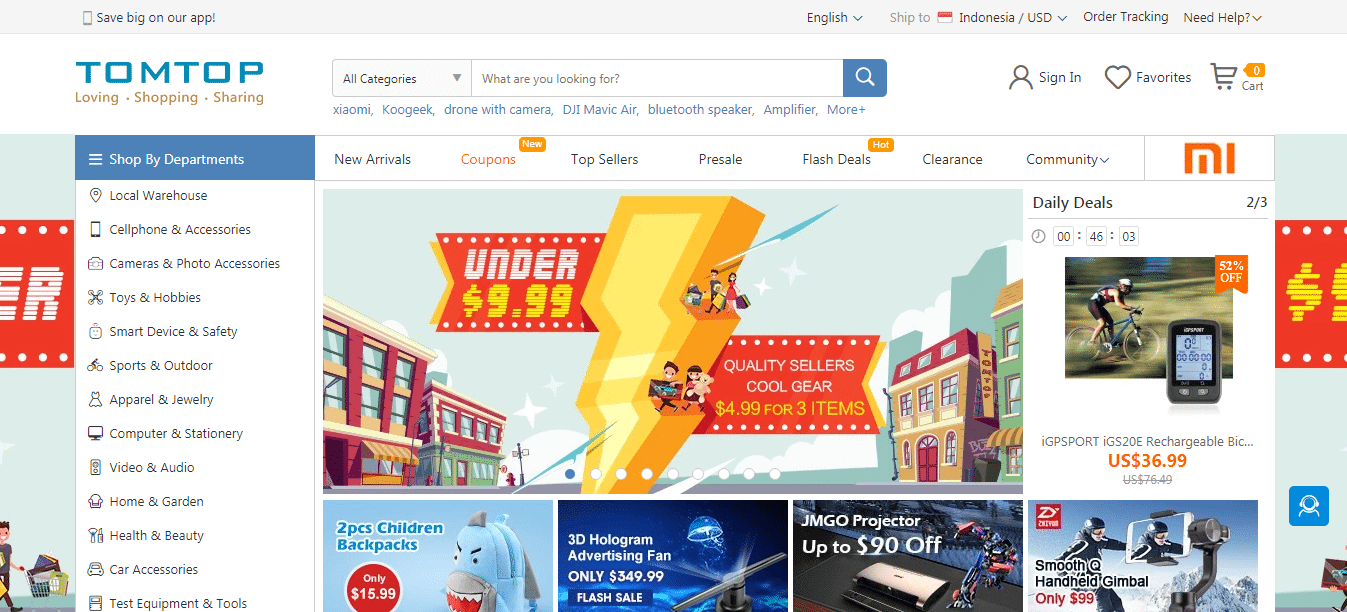 Save big on our app!
English
Ship to Indonesia / USD
Order Tracking
Need Help?
TOMTOP
Loving · Shopping · Sharing
All Categories
What are you looking for?
xiaomi, Koogeek, drone with camera, DJI Mavic Air, bluetooth speaker, Amplifier, More+
Sign In
Favorites
0
Cart
Shop By Departments
New Arrivals
Coupons
New
Top Sellers
Presale
Flash Deals
Hot
Clearance
Community
mi
Local Warehouse
Cellphone & Accessories
Cameras & Photo Accessories
Toys & Hobbies
Smart Device & Safety
Sports & Outdoor
Apparel & Jewelry
Computer & Stationery
Video & Audio
Home & Garden
Health & Beauty
Car Accessories
Test Equipment & Tools
ER
UNDER
$9.99
QUALITY SELLERS
COOL GEAR
$4.99 FOR 3 ITEMS
TOMTOP
Daily Deals
2/3
00 : 46 : 03
52%
OFF
iGPSPORT
iGPSPORT iGS20E Rechargeable Bic...
US$36.99
US$76.49
2pcs Children
Backpacks
Only
$15.99
3D Hologram
Advertising Fan
ONLY $349.99
FLASH SALE
JMGO Projector
Up to $90 Off
ZHIYUN
Smooth Q
Handheld Gimbal
Only $99